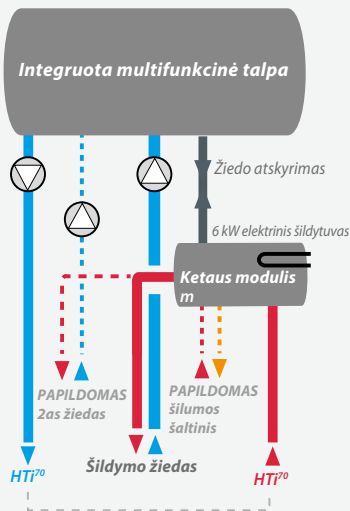 Integruota multifunkcinė talpa
Žiedo atskyrimas
6 kW elektrinis šildytuvas
Ketaus modulis
m
PAPILDOMAS
2as žiedas
PAPILDOMAS
šilumos
šaltinis
Šildymo žiedas
HTi⁷⁰
HTi⁷⁰